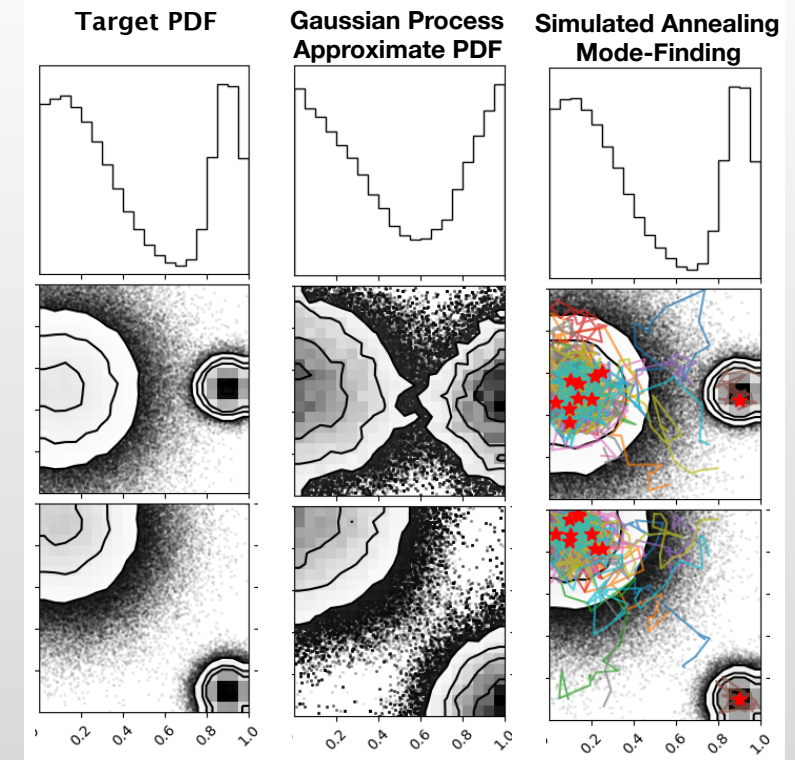 Target PDF
Gaussian Process
Approximate PDF
Simulated Annealing
Mode-Finding
0.2 0.4 0.6 0.8 1.0
0.2 0.4 0.6 0.8 1.0
0.2 0.4 0.6 0.8 1.0